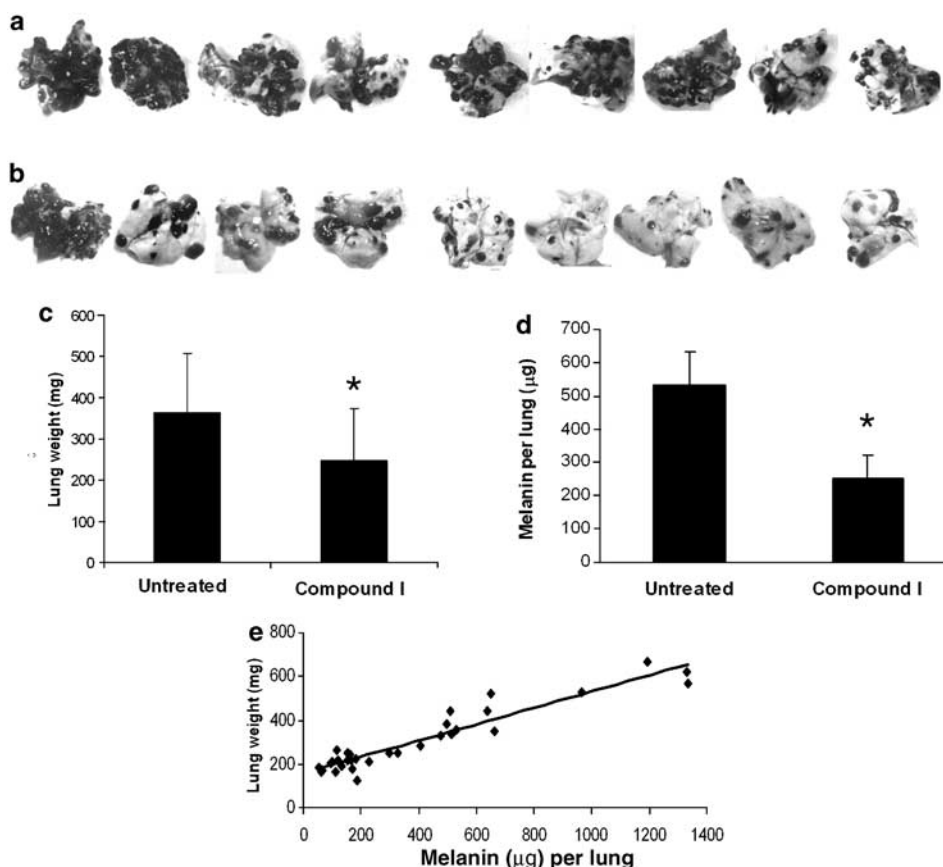 a
b
c
600
500
400
300
200
100
0
Lung weight (mg)
Untreated
Compound I
*
d
700
600
500
400
300
200
100
0
Melanin per lung (µg)
Untreated
Compound I
*
e
800
600
400
200
0
Lung weight (mg)
0 200 400 600 800 1000 1200 1400
Melanin (µg) per lung